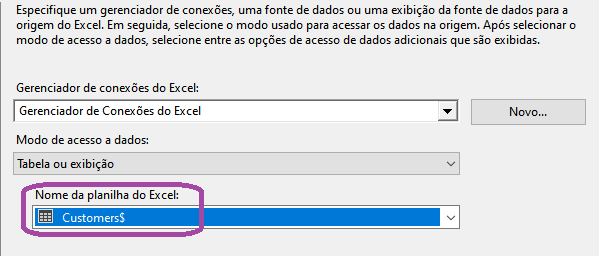 Especifique um gerenciador de conexões, uma fonte de dados ou uma exibição da fonte de dados para a
origem do Excel. Em seguida, selecione o modo usado para acessar os dados na origem. Após selecionar o
modo de acesso a dados, selecione entre as opções de acesso de dados adicionais que são exibidas.
Gerenciador de conexões do Excel:
Gerenciador de Conexões do Excel
Novo...
Modo de acesso a dados:
Tabela ou exibição
Nome da planilha do Excel:
Customers$